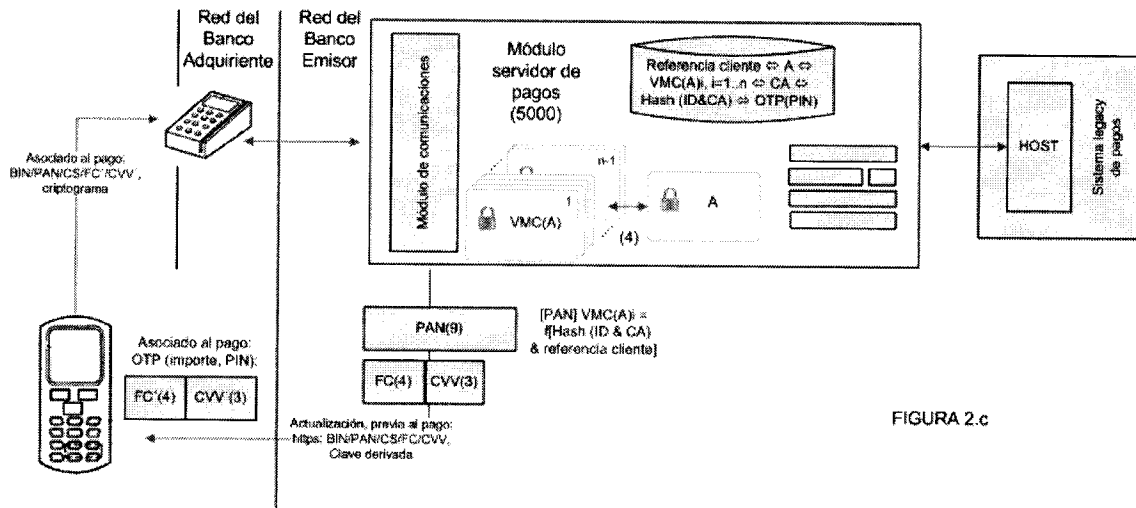 Red del
Banco
Adquiriente
Red del
Banco
Emisor
Módulo de comunicaciones
Módulo
servidor de
pagos
(5000)
Referencia cliente ⇔ A ⇔
VMC(A)i, i=1..n ⇔ CA ⇔
Hash (ID&CA) ⇔ OTP(PIN)
n-1
1
VMC(A)
(4)
A
HOST
Sistema legacy
de pagos
Asociado al pago:
BIN/PAN/CS/FC´/CVV´,
criptograma
PAN(9)
[PAN] VMC(A)i =
f[Hash (ID & CA)
& referencia cliente]
FC(4)
CVV(3)
Asociado al pago:
OTP (importe, PIN):
FC´(4)
CVV´(3)
Actualización, previa al pago:
https: BIN/PAN/CS/FC/CVV,
Clave derivada
FIGURA 2.c